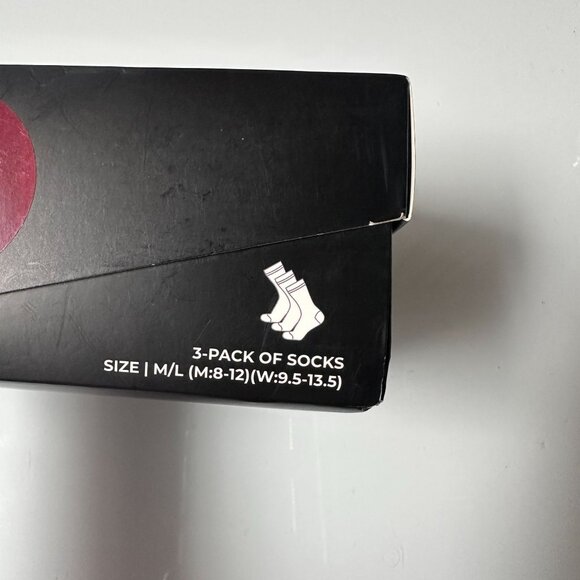 3-PACK OF SOCKS
SIZE | M/L (M:8-12)(W:9.5-13.5)